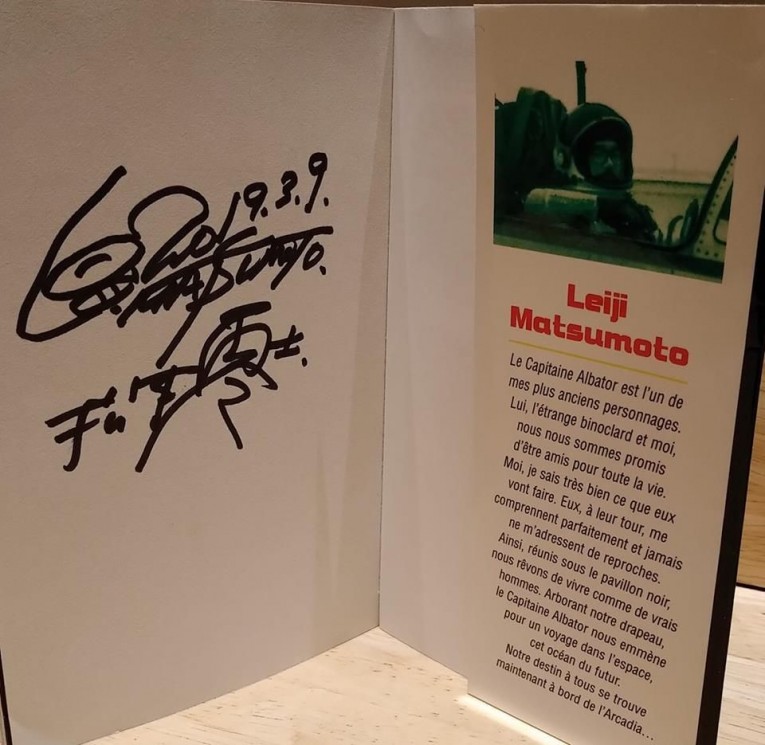 2019.3.9.
MATSUMOTO.
零士.
Leiji
Matsumoto
Le Capitaine Albator est l'un de
mes plus anciens personnages.
Lui, l'étrange binoclard et moi,
nous nous sommes promis
d'être amis pour toute la vie.
Moi, je sais très bien ce que eux
vont faire. Eux, à leur tour, me
comprennent parfaitement et jamais
ne m'adressent de reproches.
Ainsi, réunis sous le pavillon noir,
nous rêvons de vivre comme de vrais
hommes. Arborant notre drapeau,
le Capitaine Albator nous emmène
pour un voyage dans l'espace,
cet océan du futur.
Notre destin à tous se trouve
maintenant à bord de l'Arcadia...